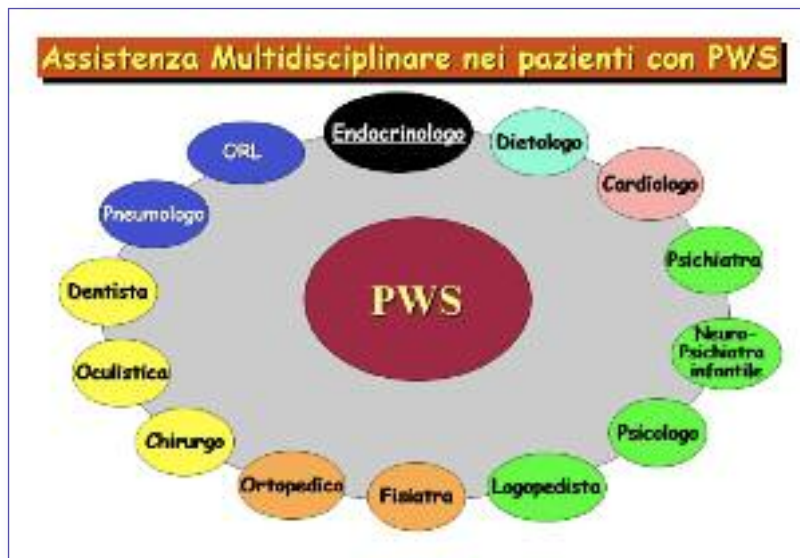 Assistenza Multidisciplinare nei pazienti con PWS
Endocrinologo
Dietologo
Cardiologo
Psichiatra
Neuro-
Psichiatra
infantile
Psicologo
Logopedista
Fisiatra
Ortopedico
Chirurgo
Oculistica
Dentista
Pneumologo
ORL
PWS